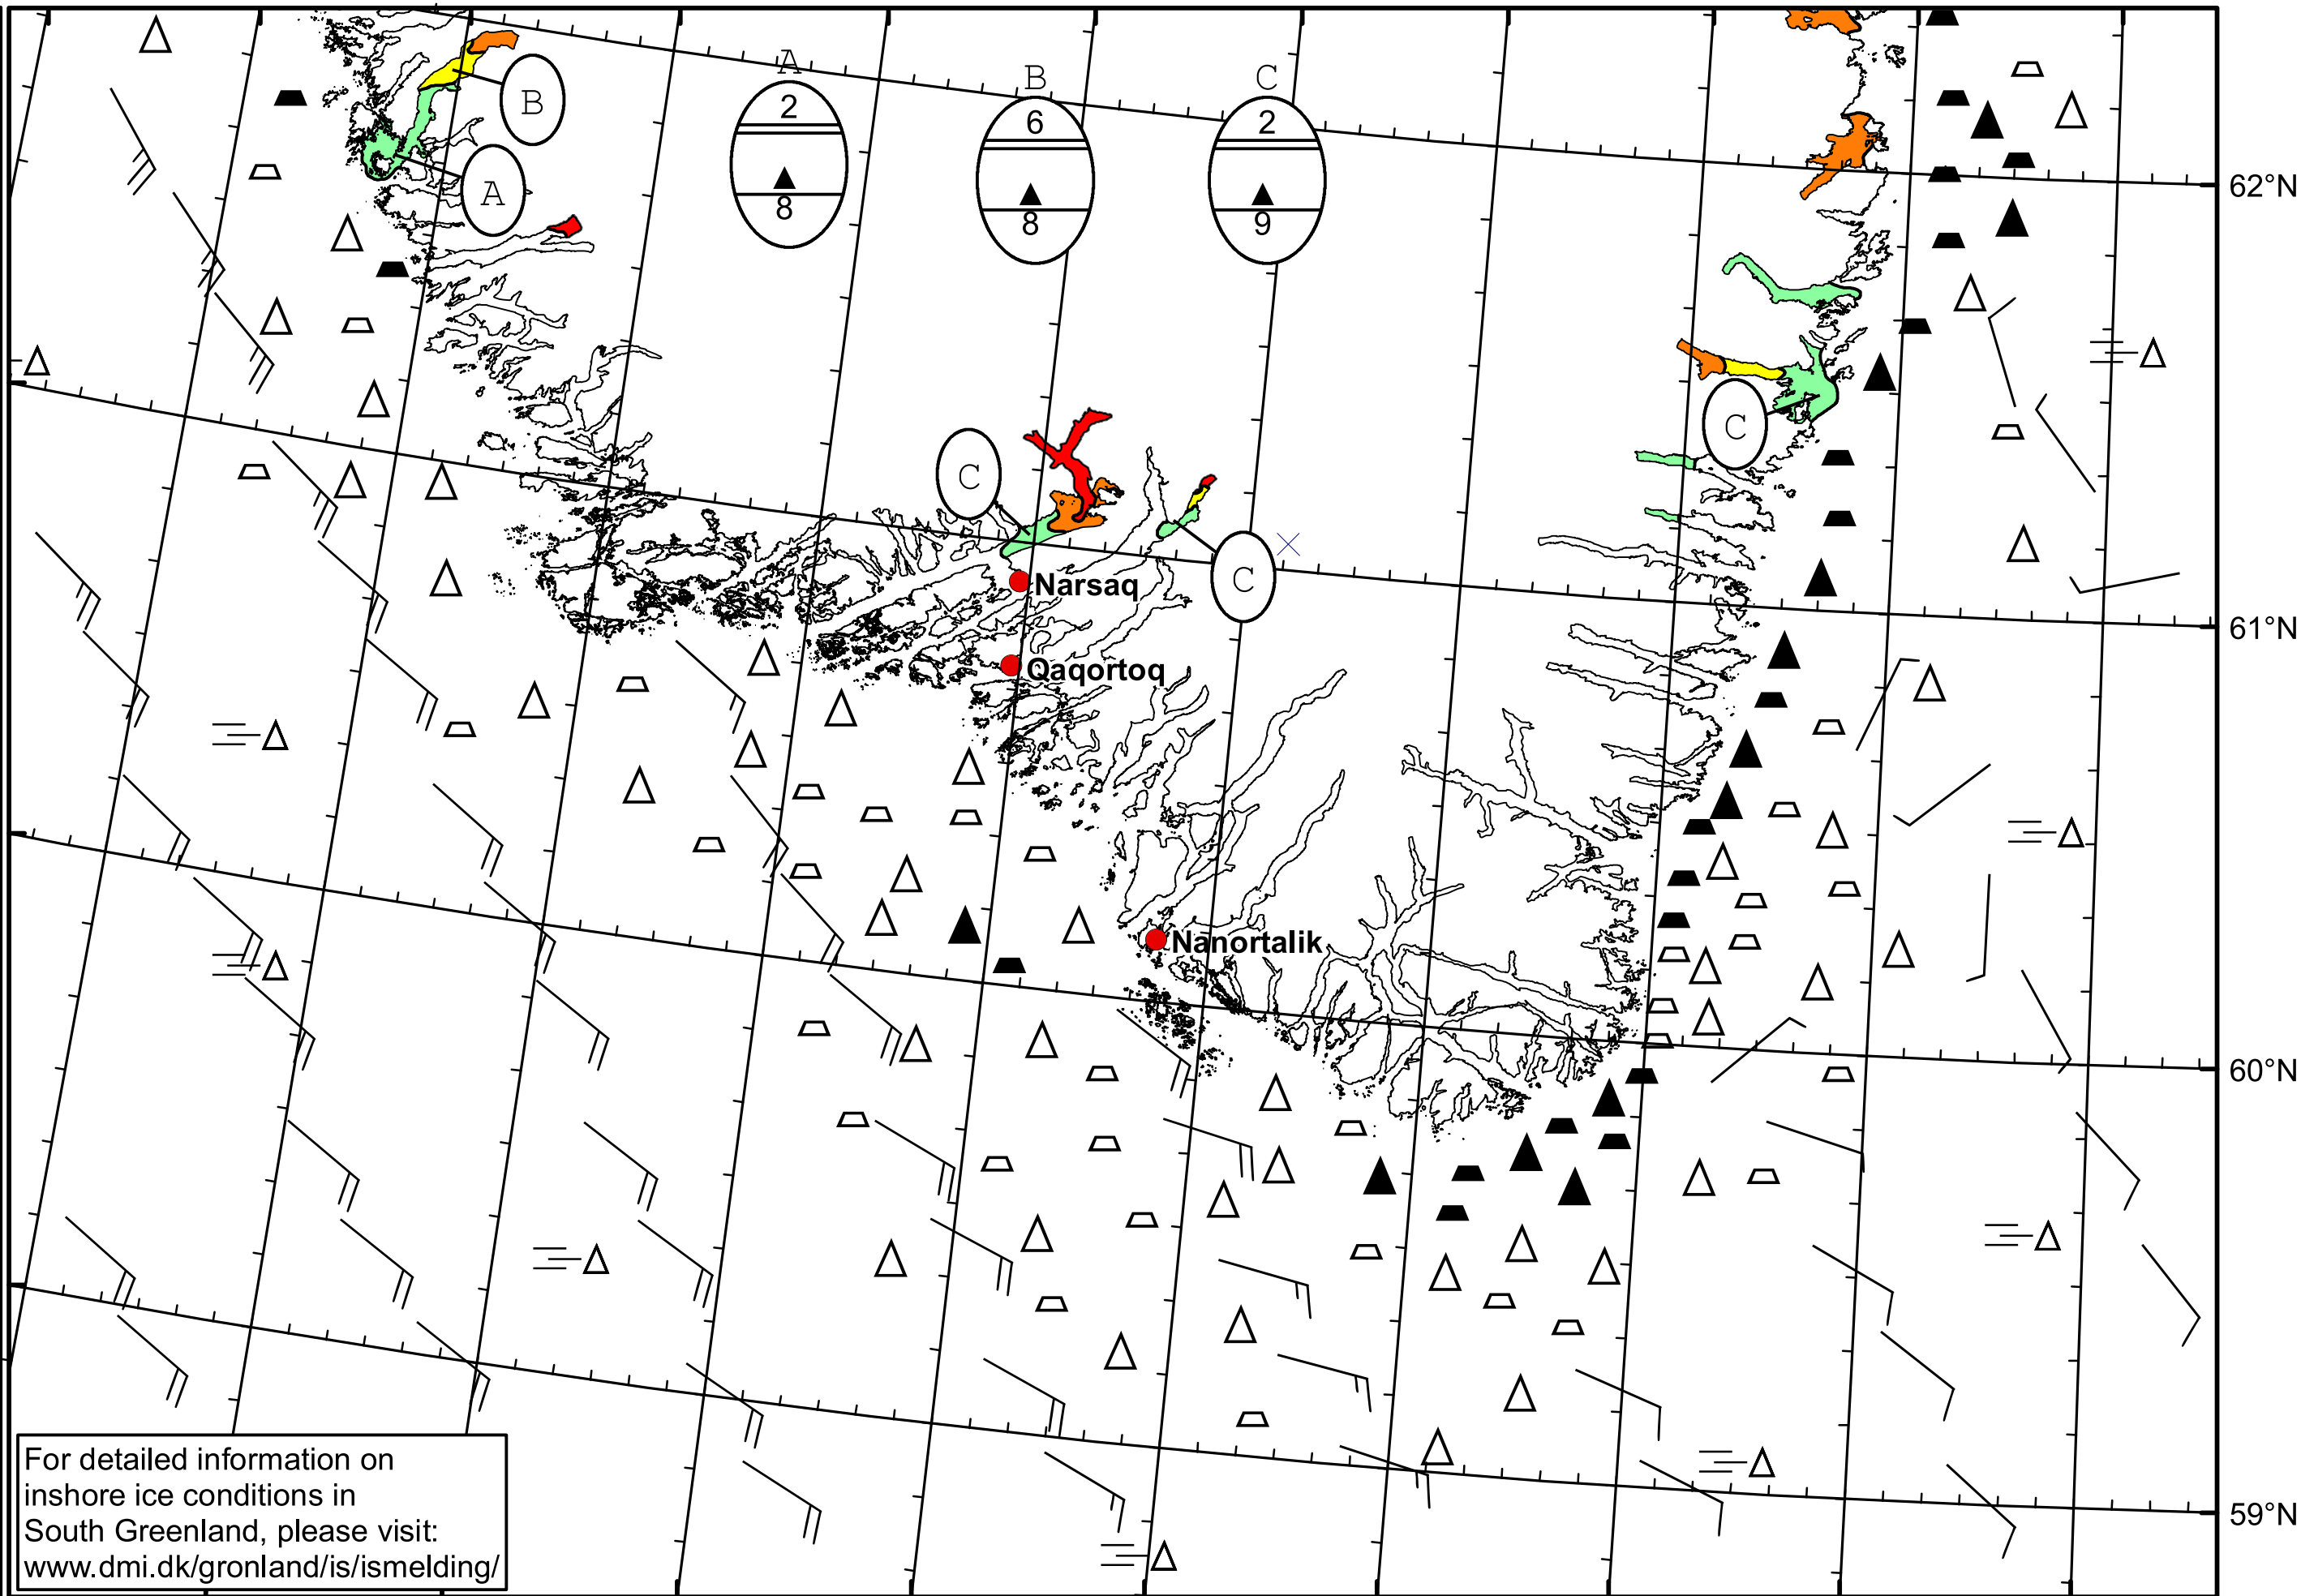 A
B
C
2
6
2
8
8
9
B
A
62°N
C
C
C
Narsaq
61°N
Qaqortoq
Nanortalik
60°N
For detailed information on
inshore ice conditions in
South Greenland, please visit:
www.dmi.dk/gronland/is/ismelding/
59°N